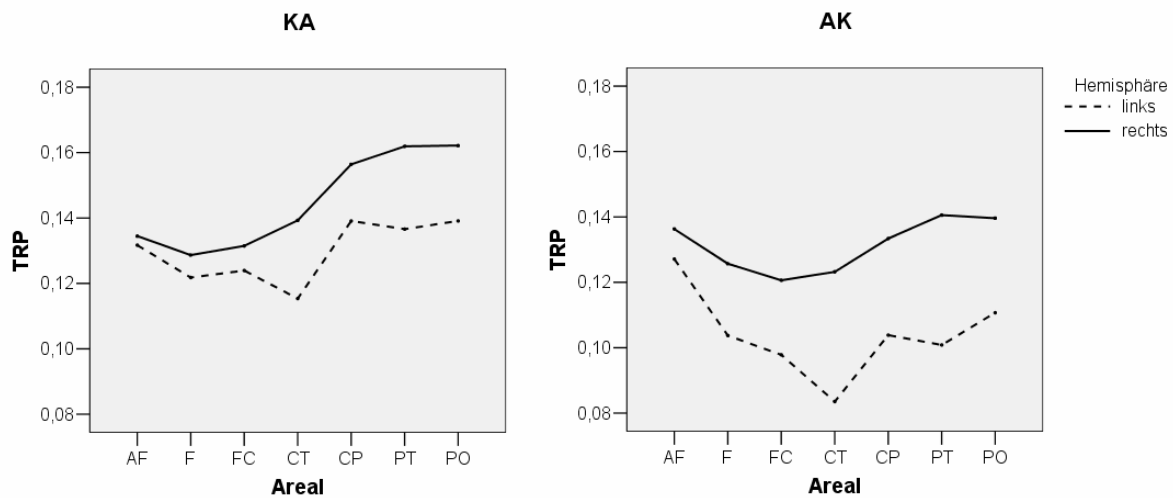 KA
0,18
0,16
0,14
0,12
0,10
0,08
TRP
AF F FC CT CP PT PO
Areal
AK
0,18
0,16
0,14
0,12
0,10
0,08
TRP
AF F FC CT CP PT PO
Areal
Hemisphäre
links
rechts